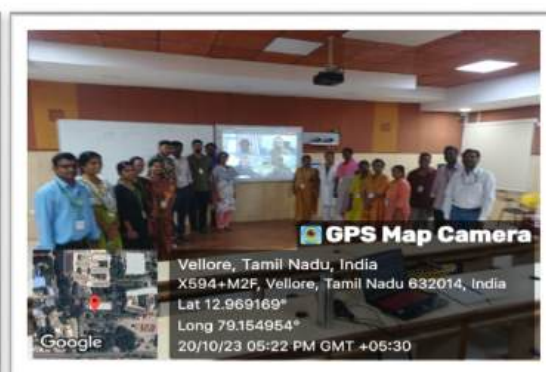 GPS Map Camera
Vellore, Tamil Nadu, India
X594+M2F, Vellore, Tamil Nadu 632014, India
Lat 12.969169°
Long 79.154954°
20/10/23 05:22 PM GMT +05:30
Google